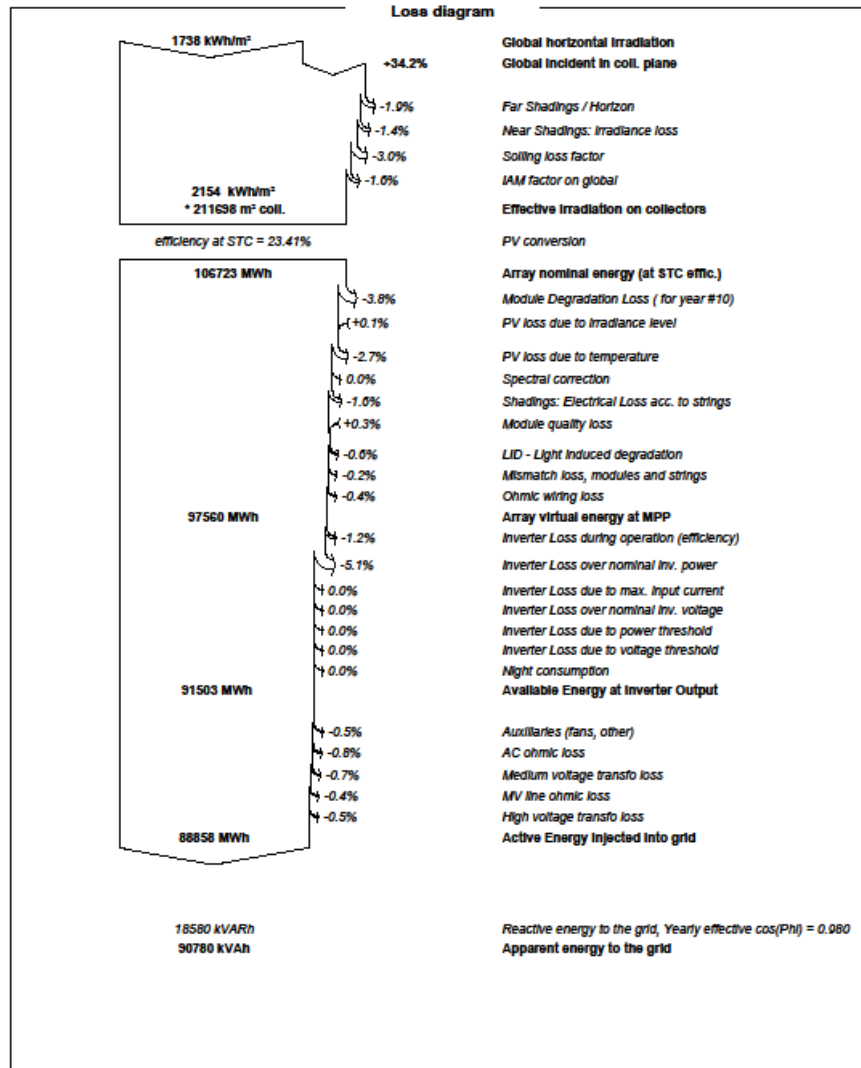 Loss diagram
1738 kWh/m² Global horizontal irradiation
+34.2% Global incident in coll. plane
-1.9% Far Shadings / Horizon
-1.4% Near Shadings: Irradiance loss
-3.0% Soiling loss factor
-1.6% IAM factor on global
2154 kWh/m²
* 211698 m² coll. Effective irradiation on collectors
efficiency at STC = 23.41% PV conversion
106723 MWh Array nominal energy (at STC effic.)
-3.8% Module Degradation Loss ( for year #10)
+0.1% PV loss due to irradiance level
-2.7% PV loss due to temperature
0.0% Spectral correction
-1.6% Shadings: Electrical Loss acc. to strings
+0.3% Module quality loss
-0.6% LID - Light induced degradation
-0.2% Mismatch loss, modules and strings
-0.4% Ohmic wiring loss
97560 MWh Array virtual energy at MPP
-1.2% Inverter Loss during operation (efficiency)
-5.1% Inverter Loss over nominal inv. power
0.0% Inverter Loss due to max. input current
0.0% Inverter Loss over nominal inv. voltage
0.0% Inverter Loss due to power threshold
0.0% Inverter Loss due to voltage threshold
0.0% Night consumption
91503 MWh Available Energy at Inverter Output
-0.5% Auxiliaries (fans, other)
-0.8% AC ohmic loss
-0.7% Medium voltage transfo loss
-0.4% MV line ohmic loss
-0.5% High voltage transfo loss
88858 MWh Active Energy injected into grid
18580 kVARh Reactive energy to the grid, Yearly effective cos(Phi) = 0.980
90780 kVAh Apparent energy to the grid